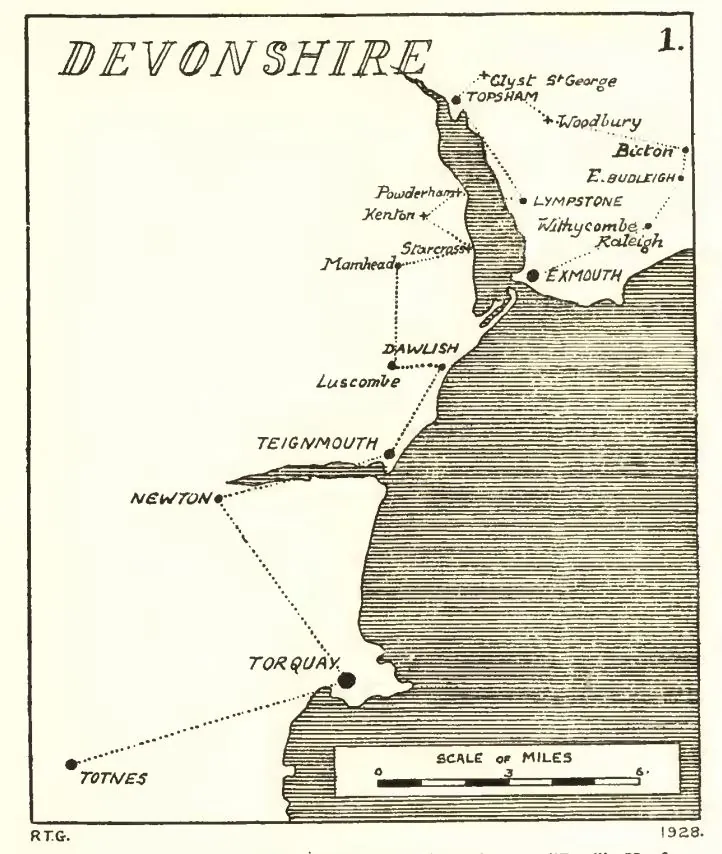 DEVONSHIRE
1.
Clyst St George
TOPSHAM
Woodbury
Bicton
E. BUDLEIGH
Powderham
LYMPSTONE
Kenton
Withycombe
Raleigh
Starcross
Mamhead
EXMOUTH
DAWLISH
Luscombe
TEIGNMOUTH
NEWTON
TORQUAY
SCALE OF MILES
0 3 6.
TOTNES
R.T.G.
1928.